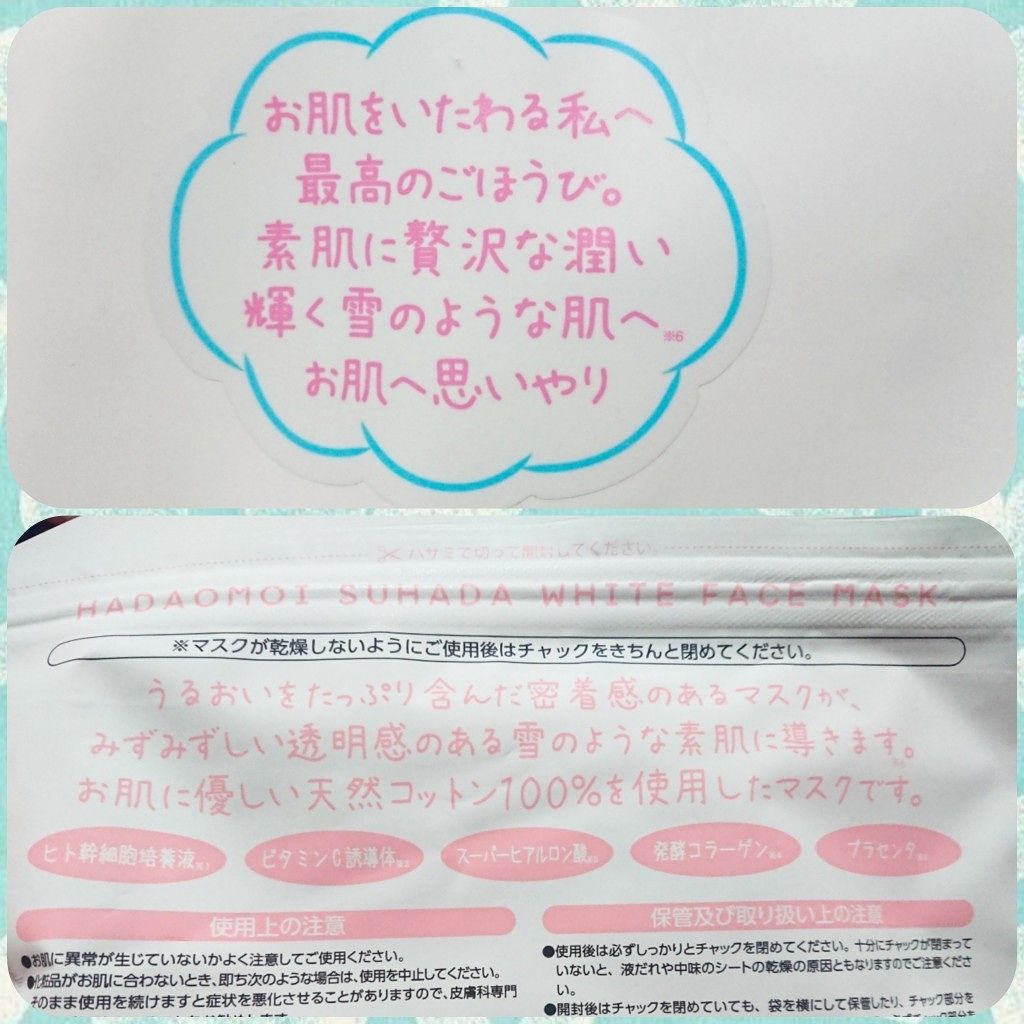 お肌をいたわる私へ
最高のごほうび。
素肌に贅沢な潤い
輝く雪のような肌へ※6
お肌へ思いやり
ハサミで切って開封してください。
HADAOMOI SUHADA WHITE FACE MASK
※マスクが乾燥しないようにご使用後はチャックをきちんと閉めてください。
うるおいをたっぷり含んだ密着感のあるマスクが、
みずみずしい透明感のある雪のような素肌に導きます。
お肌に優しい天然コットン100%を使用したマスクです。
ヒト幹細胞培養液※1 ビタミンC誘導体※2 スーパーヒアルロン酸※3 発酵コラーゲン※4 プラセンタ※5
使用上の注意
●お肌に異常が生じていないかよく注意してご使用ください。
●化粧品がお肌に合わないとき、即ち次のような場合は、使用を中止してください。
そのまま使用を続けますと症状を悪化させることがありますので、皮膚科専門
保管及び取り扱い上の注意
●使用後は必ずしっかりとチャックを閉めてください。十分にチャックが閉まって
いないと、液だれや中味のシートの乾燥の原因ともなりますのでご注意くださ
い。
●開封後はチャックを閉めていても、袋を横にして保管したり、チャック部分を